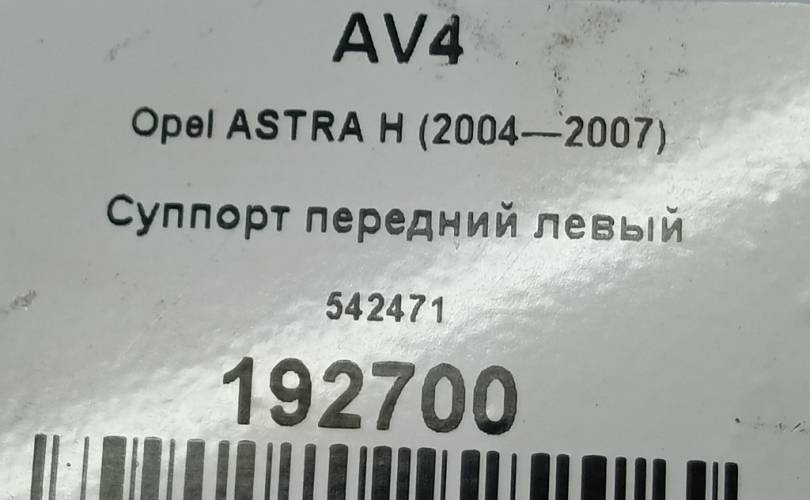 AV4
Opel ASTRA H (2004—2007)
Суппорт передний левый
542471
192700